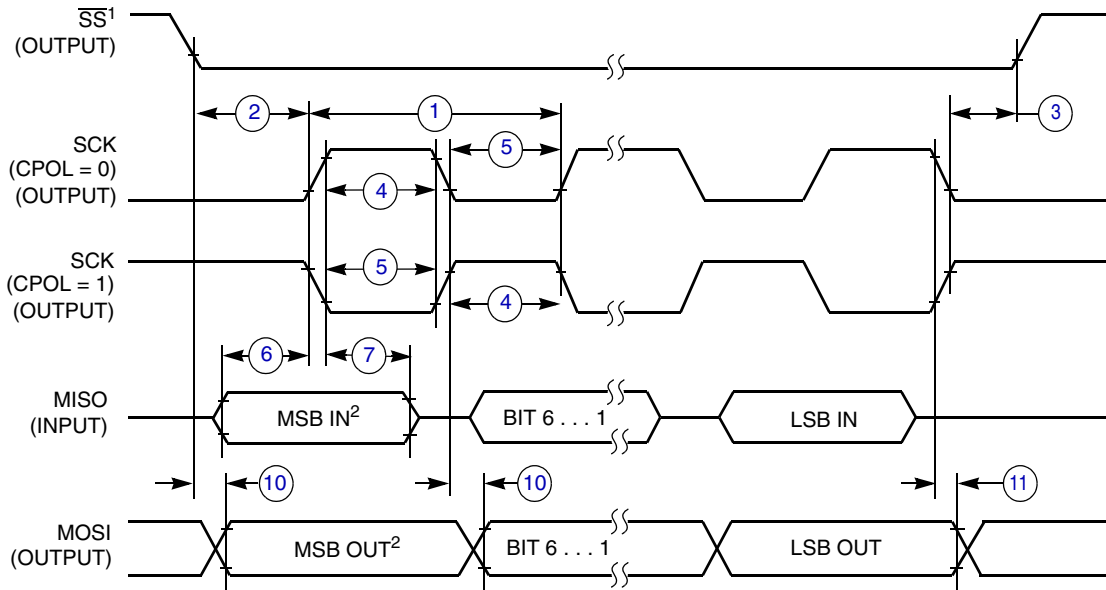 SS¹
(OUTPUT)
2
1
3
SCK
(CPOL = 0)
(OUTPUT)
5
4
SCK
(CPOL = 1)
(OUTPUT)
5
4
6
7
MISO
(INPUT)
MSB IN²
BIT 6 . . . 1
LSB IN
10
10
11
MOSI
(OUTPUT)
MSB OUT²
BIT 6 . . . 1
LSB OUT